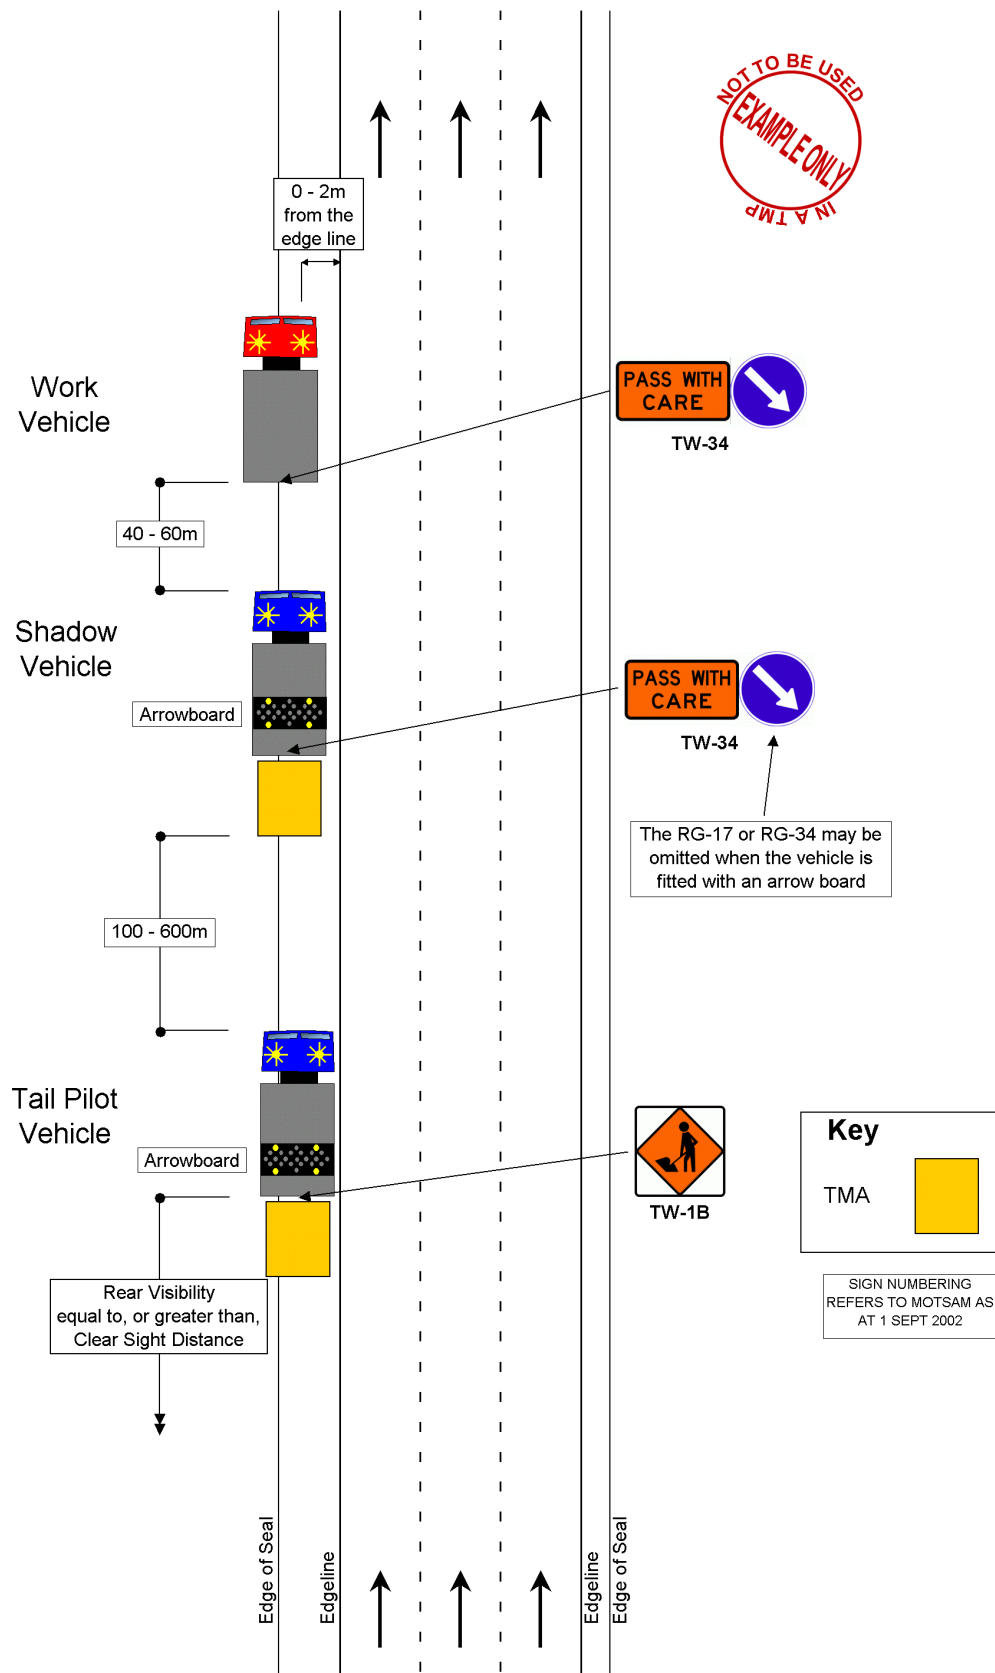 NOT TO BE USED
EXAMPLE ONLY
IN A TMP
0 - 2m
from the
edge line
Work
Vehicle
PASS WITH
CARE
TW-34
40 - 60m
Shadow
Vehicle
Arrowboard
PASS WITH
CARE
TW-34
The RG-17 or RG-34 may be
omitted when the vehicle is
fitted with an arrow board
100 - 600m
Tail Pilot
Vehicle
Arrowboard
TW-1B
Key
TMA
Rear Visibility
equal to, or greater than,
Clear Sight Distance
SIGN NUMBERING
REFERS TO MOTSAM AS
AT 1 SEPT 2002
Edge of Seal
Edgeline
Edgeline
Edge of Seal